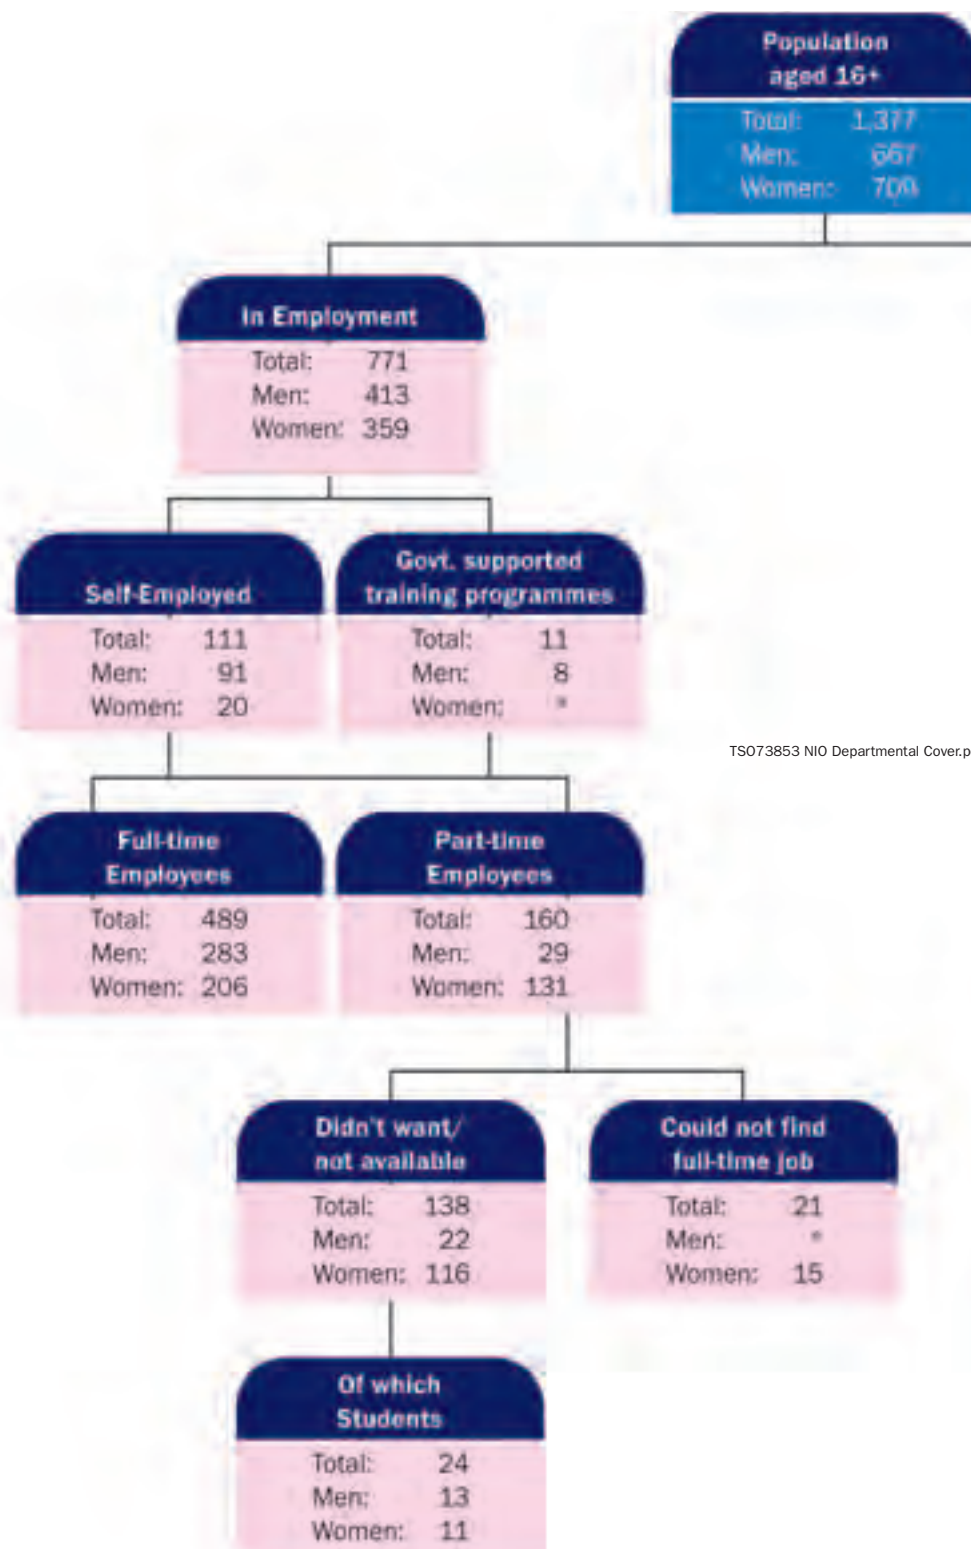 Population
aged 16+
Total: 1,377
Men: 667
Women: 709
In Employment
Total: 771
Men: 413
Women: 359
Self-Employed
Total: 111
Men: 91
Women: 20
Govt. supported
training programmes
Total: 11
Men: 8
Women: *
TSO73853 NIO Departmental Cover.p
Full-time
Employees
Total: 489
Men: 283
Women: 206
Part-time
Employees
Total: 160
Men: 29
Women: 131
Didn't want/
not available
Total: 138
Men: 22
Women: 116
Could not find
full-time job
Total: 21
Men: *
Women: 15
Of which
Students
Total: 24
Men: 13
Women: 11